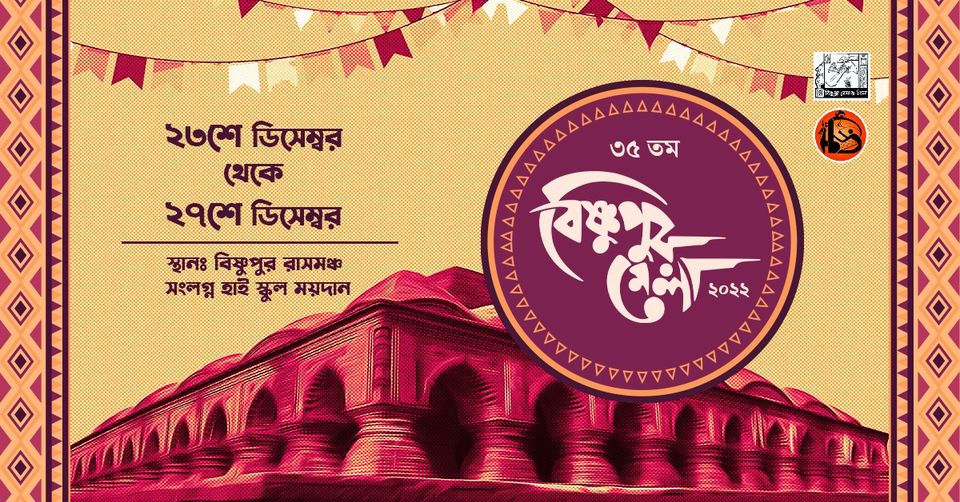 ২৩শে ডিসেম্বর
থেকে
২৭শে ডিসেম্বর
স্থানঃ বিষ্ণুপুর রাসমঞ্চ
সংলগ্ন হাই স্কুল ময়দান
৩৫ তম
বিষ্ণুপুর
মেলা ২০২২